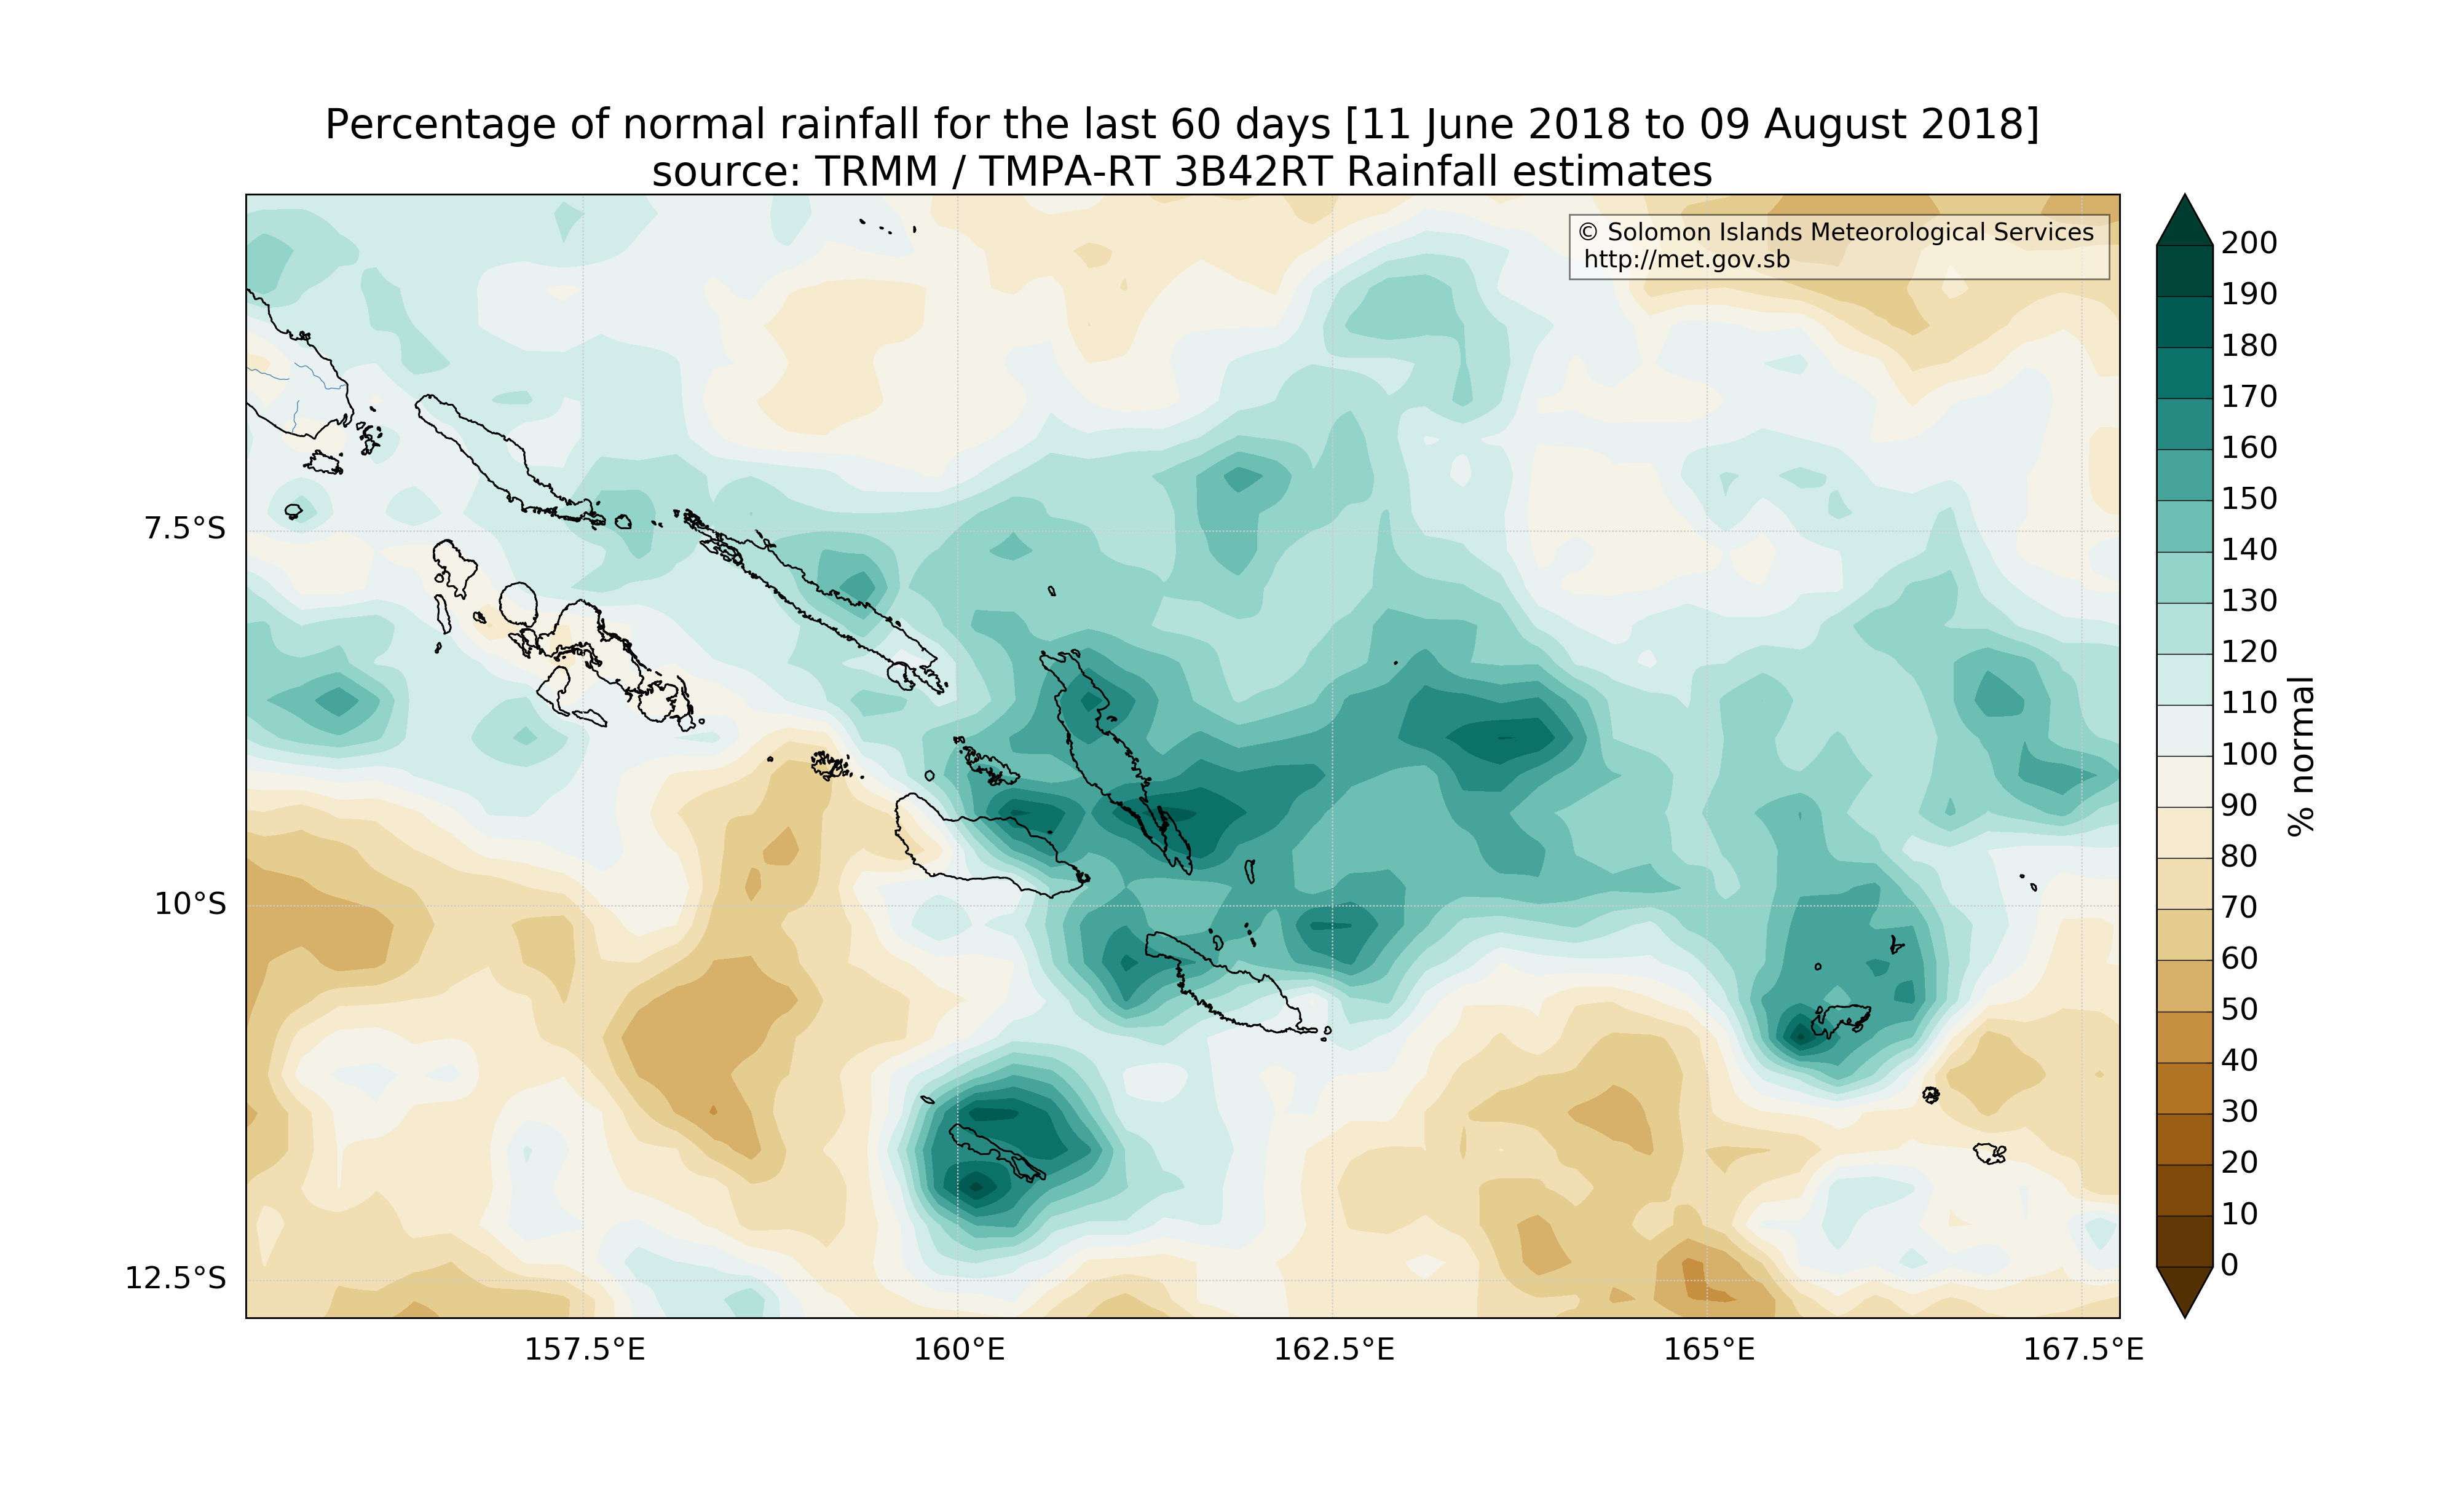 Percentage of normal rainfall for the last 60 days [11 June 2018 to 09 August 2018]
source: TRMM / TMPA-RT 3B42RT Rainfall estimates
© Solomon Islands Meteorological Services
http://met.gov.sb
7.5°S
10°S
12.5°S
157.5°E
160°E
162.5°E
165°E
167.5°E
200
190
180
170
160
150
140
130
120
110
100
90
80
70
60
50
40
30
20
10
0
% normal